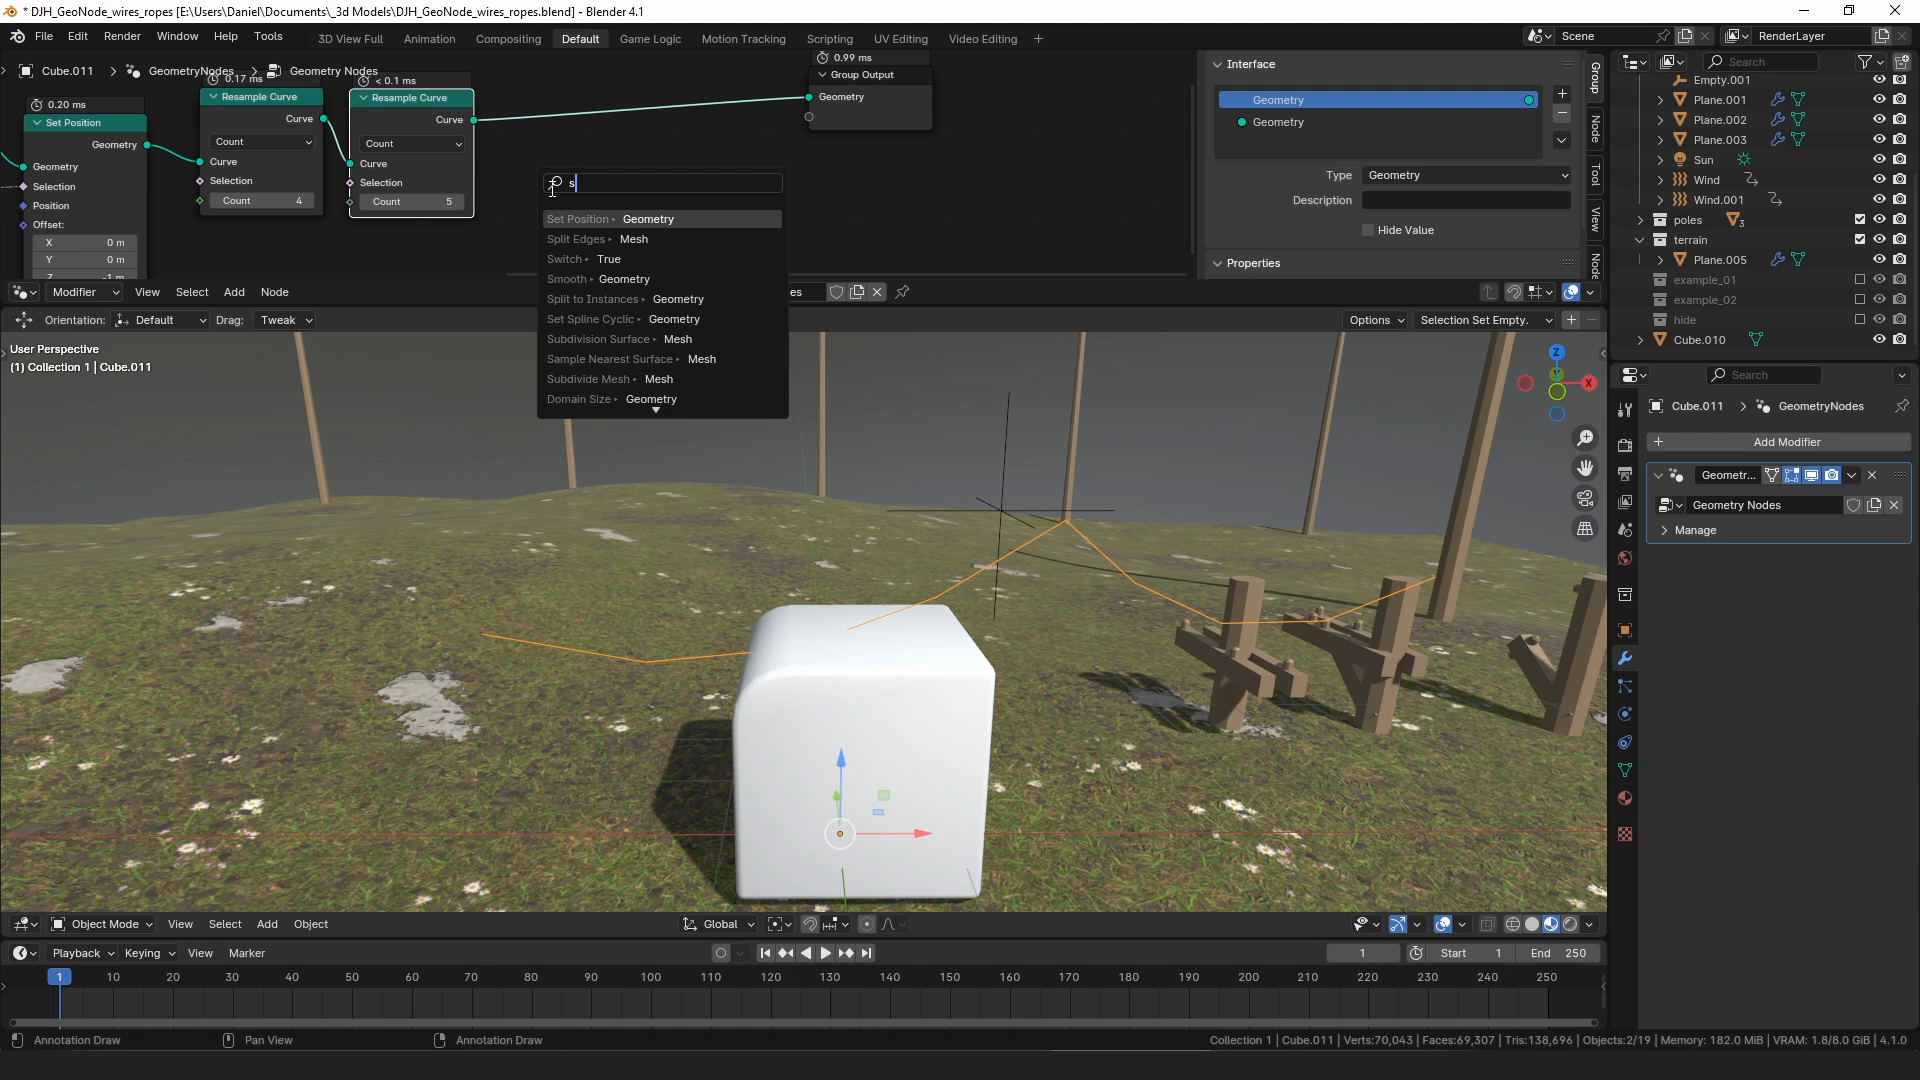 * DJH_GeoNode_wires_ropes [E:\Users\Daniel\Documents\_3d Models\DJH_GeoNode_wires_ropes.blend] - Blender 4.1
File Edit Render Window Help Tools
3D View Full Animation Compositing Default Game Logic Motion Tracking Scripting UV Editing Video Editing +
Scene
RenderLayer
Cube.011 > GeometryNodes > Geometry Nodes
0.20 ms
Set Position
Geometry
Geometry
Selection
Position
Offset:
X 0 m
Y 0 m
Z -1 m
0.17 ms
Resample Curve
Curve
Count
Curve
Selection
Count 4
< 0.1 ms
Resample Curve
Curve
Count
Curve
Selection
Count 5
0.99 ms
Group Output
Geometry
s
Set Position ▸ Geometry
Split Edges ▸ Mesh
Switch ▸ True
Smooth ▸ Geometry
Split to Instances ▸ Geometry
Set Spline Cyclic ▸ Geometry
Subdivision Surface ▸ Mesh
Sample Nearest Surface ▸ Mesh
Subdivide Mesh ▸ Mesh
Domain Size ▸ Geometry
Interface
Geometry
Geometry
Type Geometry
Description
Hide Value
Properties
Group
Node
Tool
View
Node
Search
Empty.001
Plane.001
Plane.002
Plane.003
Sun
Wind
Wind.001
poles 3
terrain
Plane.005
example_01
example_02
hide
Cube.010
Modifier View Select Add Node
es
Orientation: Default Drag: Tweak
Options Selection Set Empty.
User Perspective
(1) Collection 1 | Cube.011
Z
Y
X
Search
Cube.011 > GeometryNodes
+ Add Modifier
Geometr...
Geometry Nodes
Manage
Object Mode View Select Add Object
Global
Playback Keying View Marker
1 Start 1 End 250
1 10 20 30 40 50 60 70 80 90 100 110 120 130 140 150 160 170 180 190 200 210 220 230 240 250
Annotation Draw Pan View Annotation Draw
Collection 1 | Cube.011 | Verts:70,043 | Faces:69,307 | Tris:138,696 | Objects:2/19 | Memory: 182.0 MiB | VRAM: 1.8/8.0 GiB | 4.1.0